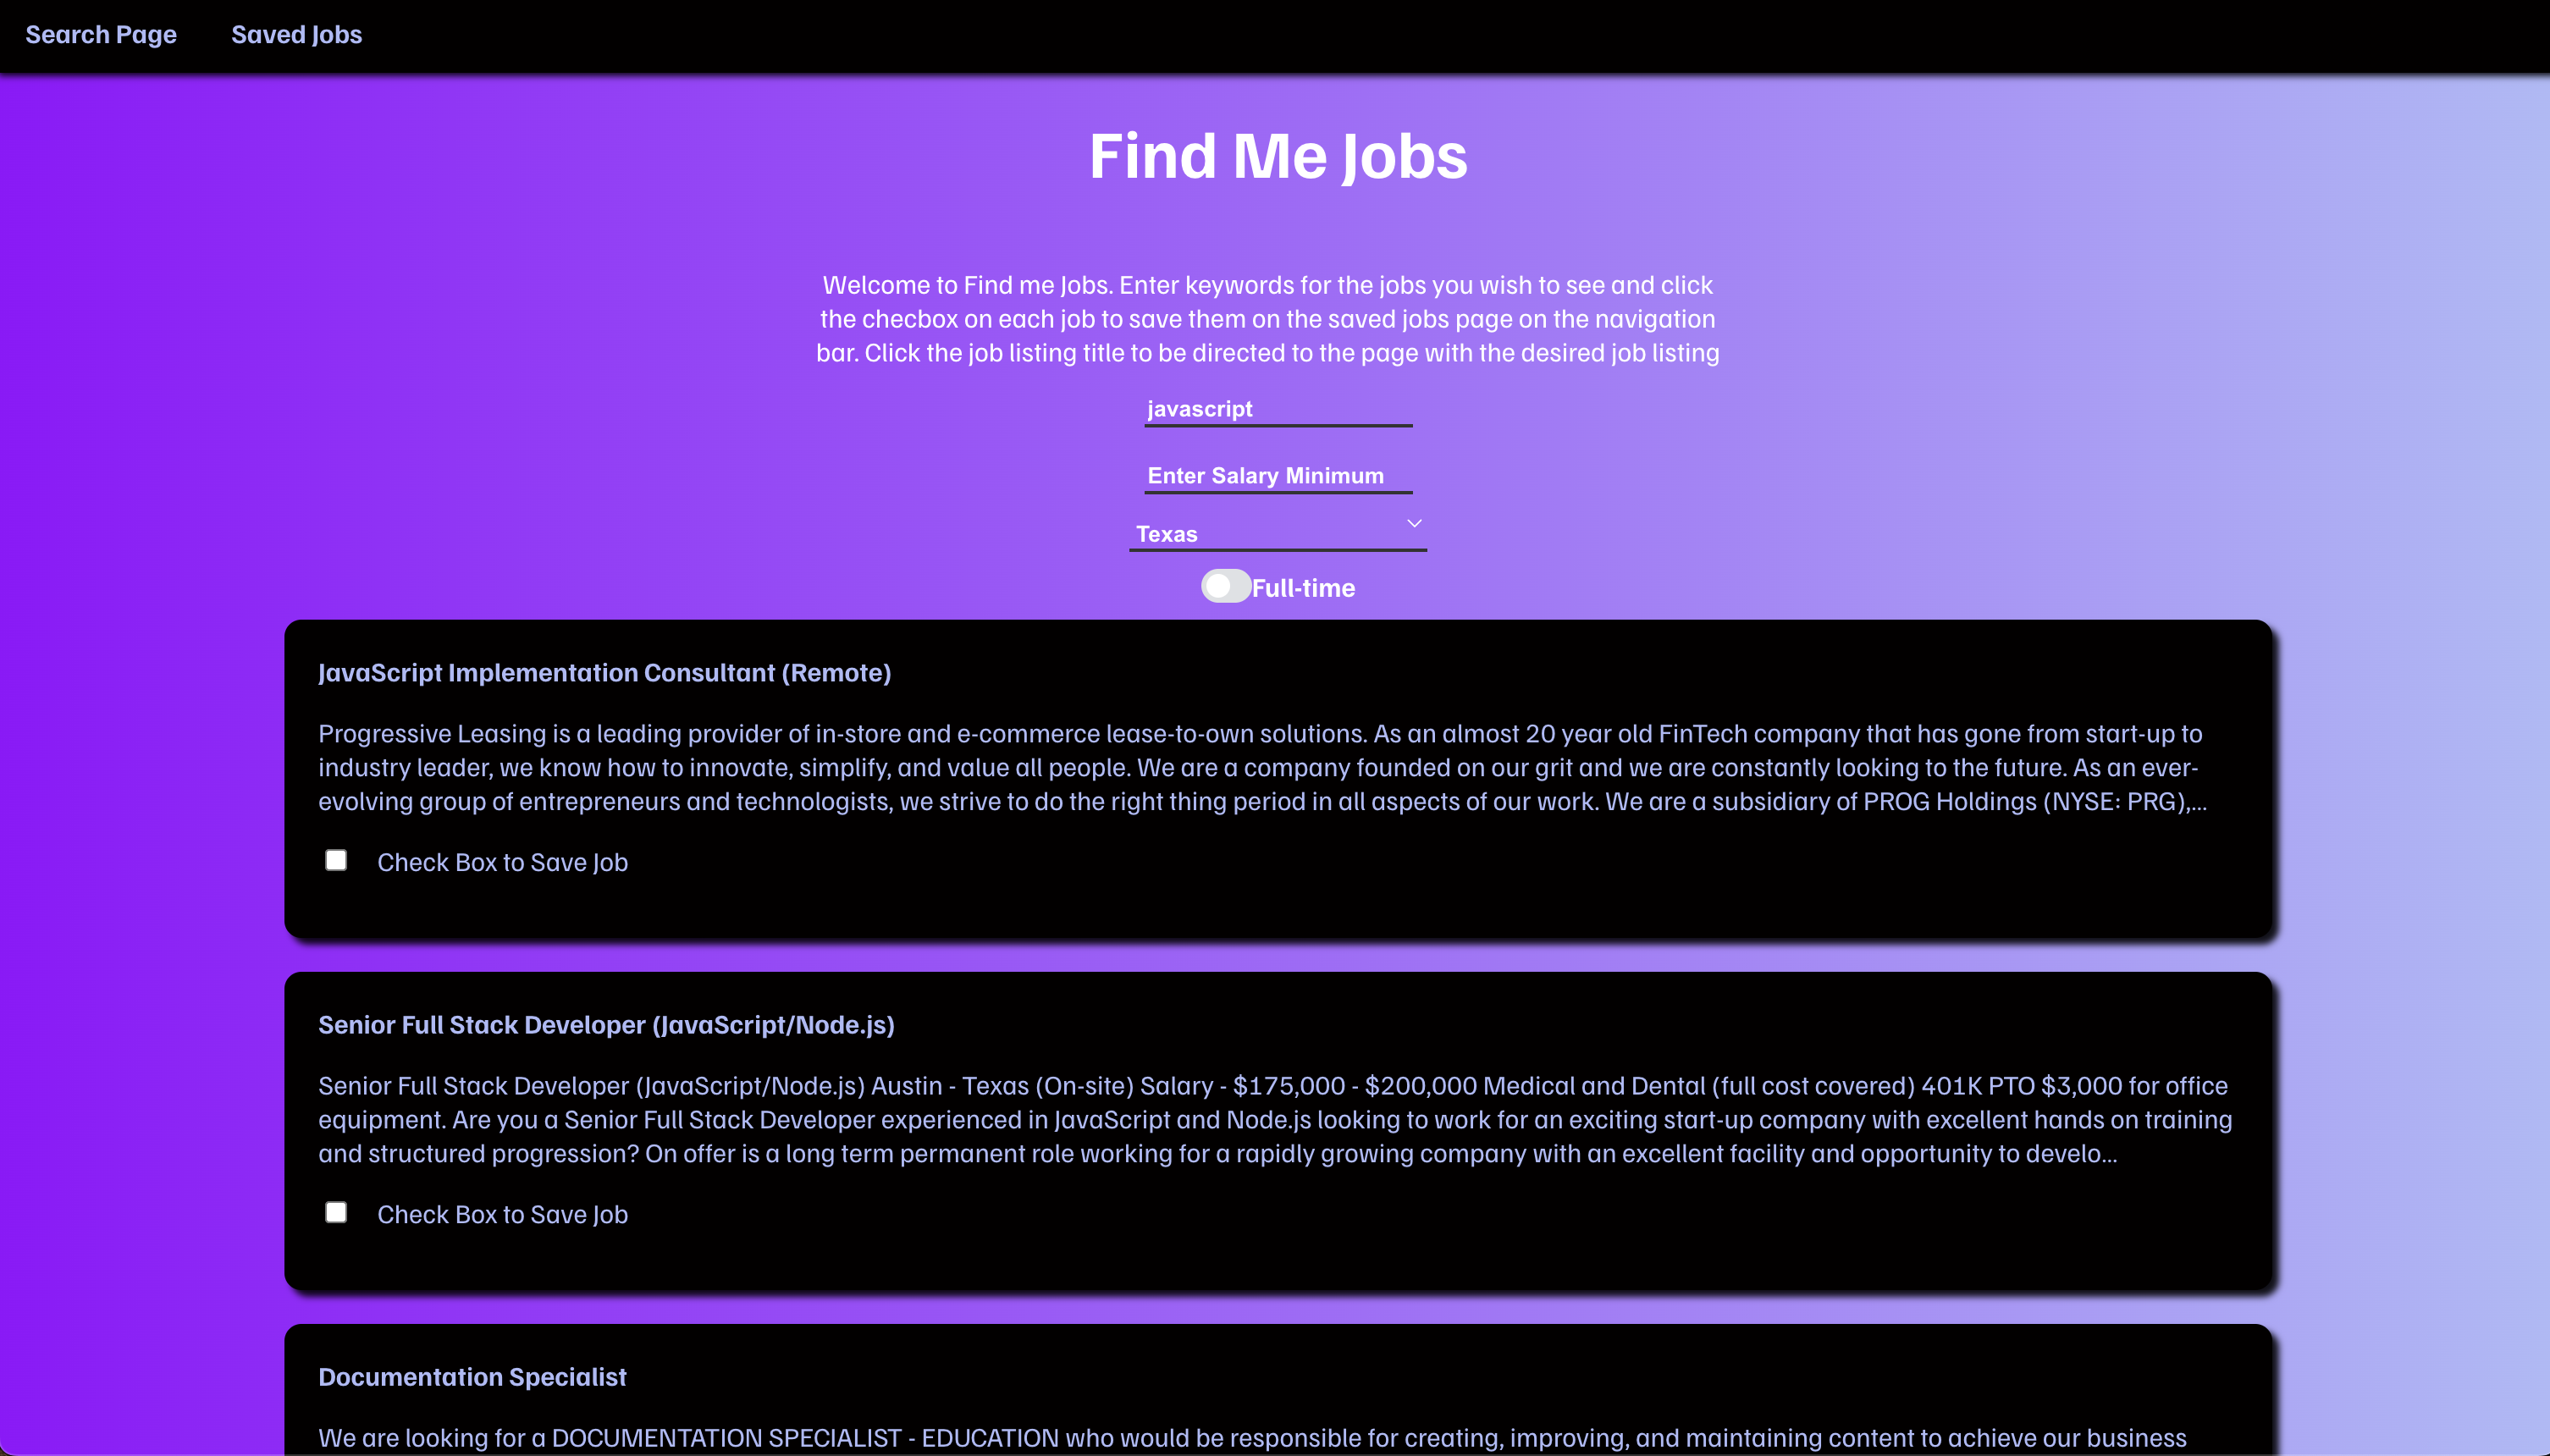 Search Page
Saved Jobs
Find Me Jobs
Welcome to Find me Jobs. Enter keywords for the jobs you wish to see and click
the checbox on each job to save them on the saved jobs page on the navigation
bar. Click the job listing title to be directed to the page with the desired job listing
javascript
Enter Salary Minimum
Texas
Full-time
JavaScript Implementation Consultant (Remote)
Progressive Leasing is a leading provider of in-store and e-commerce lease-to-own solutions. As an almost 20 year old FinTech company that has gone from start-up to
industry leader, we know how to innovate, simplify, and value all people. We are a company founded on our grit and we are constantly looking to the future. As an ever-
evolving group of entrepreneurs and technologists, we strive to do the right thing period in all aspects of our work. We are a subsidiary of PROG Holdings (NYSE: PRG),...
Check Box to Save Job
Senior Full Stack Developer (JavaScript/Node.js)
Senior Full Stack Developer (JavaScript/Node.js) Austin - Texas (On-site) Salary - $175,000 - $200,000 Medical and Dental (full cost covered) 401K PTO $3,000 for office
equipment. Are you a Senior Full Stack Developer experienced in JavaScript and Node.js looking to work for an exciting start-up company with excellent hands on training
and structured progression? On offer is a long term permanent role working for a rapidly growing company with an excellent facility and opportunity to develo...
Check Box to Save Job
Documentation Specialist
We are looking for a DOCUMENTATION SPECIALIST - EDUCATION who would be responsible for creating, improving, and maintaining content to achieve our business